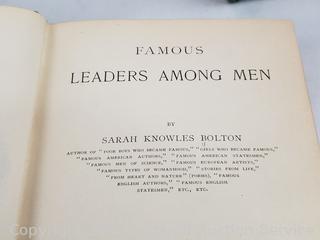 FAMOUS
LEADERS AMONG MEN
BY
SARAH KNOWLES BOLTON
AUTHOR OF "POOR BOYS WHO BECAME FAMOUS," "GIRLS WHO BECAME FAMOUS,"
"FAMOUS AMERICAN AUTHORS," "FAMOUS AMERICAN STATESMEN,"
"FAMOUS MEN OF SCIENCE," "FAMOUS EUROPEAN ARTISTS,"
"FAMOUS TYPES OF WOMANHOOD," "STORIES FROM LIFE,"
"FROM HEART AND NATURE" (POEMS), "FAMOUS
ENGLISH AUTHORS," "FAMOUS ENGLISH
STATESMEN," ETC., ETC.